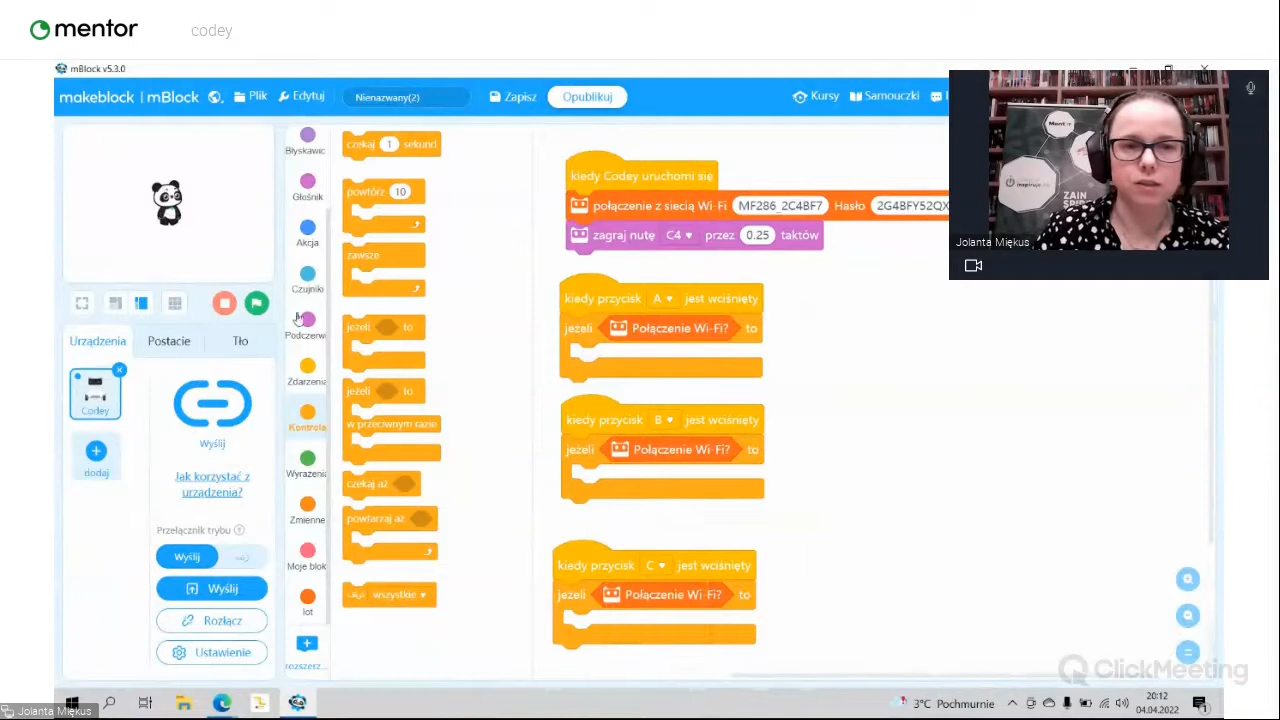 mentor
codey
mBlock v5.3.0
makeblock | mBlock
Plik
Edytuj
Nienazwany(2)
Zapisz
Opublikuj
Kursy
Samouczki
Błyskawic
Głośnik
Akcja
Czujniki
Podczerw
Zdarzenia
Kontrola
Wyrażenia
Zmienne
Moje blok
Iot
rozszerz...
czekaj 1 sekund
powtórz 10
zawsze
jeżeli to
jeżeli to
w przeciwnym razie
czekaj aż
powtarzaj aż
wszystkie
kiedy Codey uruchomi się
połączenie z siecią Wi-Fi MF286_2C4BF7 Hasło 2G4BFY52QX
zagraj nutę C4 przez 0.25 taktów
kiedy przycisk A jest wciśnięty
jeżeli Połączenie Wi-Fi? to
kiedy przycisk B jest wciśnięty
jeżeli Połączenie Wi-Fi? to
kiedy przycisk C jest wciśnięty
jeżeli Połączenie Wi-Fi? to
Urządzenia
Postacie
Tło
Codey
dodaj
Wyślij
Jak korzystać z
urządzenia?
Przełącznik trybu
Wyślij
Wyślij
Rozłącz
Ustawienie
Mentor
inspiruje
ZAIN
Jolanta Miękus
ClickMeeting
3°C Pochmurnie
20:12
04.04.2022
Jolanta Miękus